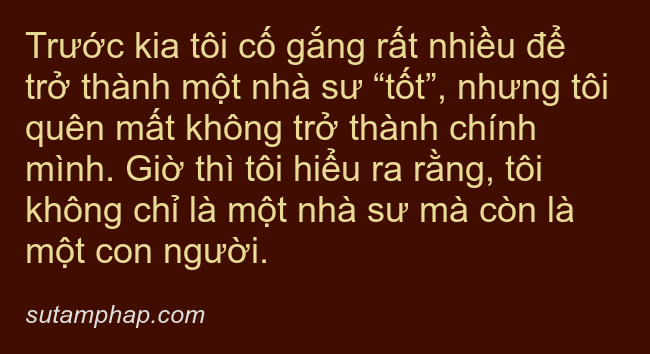 Trước kia tôi cố gắng rất nhiều để
trở thành một nhà sư “tốt”, nhưng tôi
quên mất không trở thành chính
mình. Giờ thì tôi hiểu ra rằng, tôi
không chỉ là một nhà sư mà còn là
một con người.
sutamphap.com